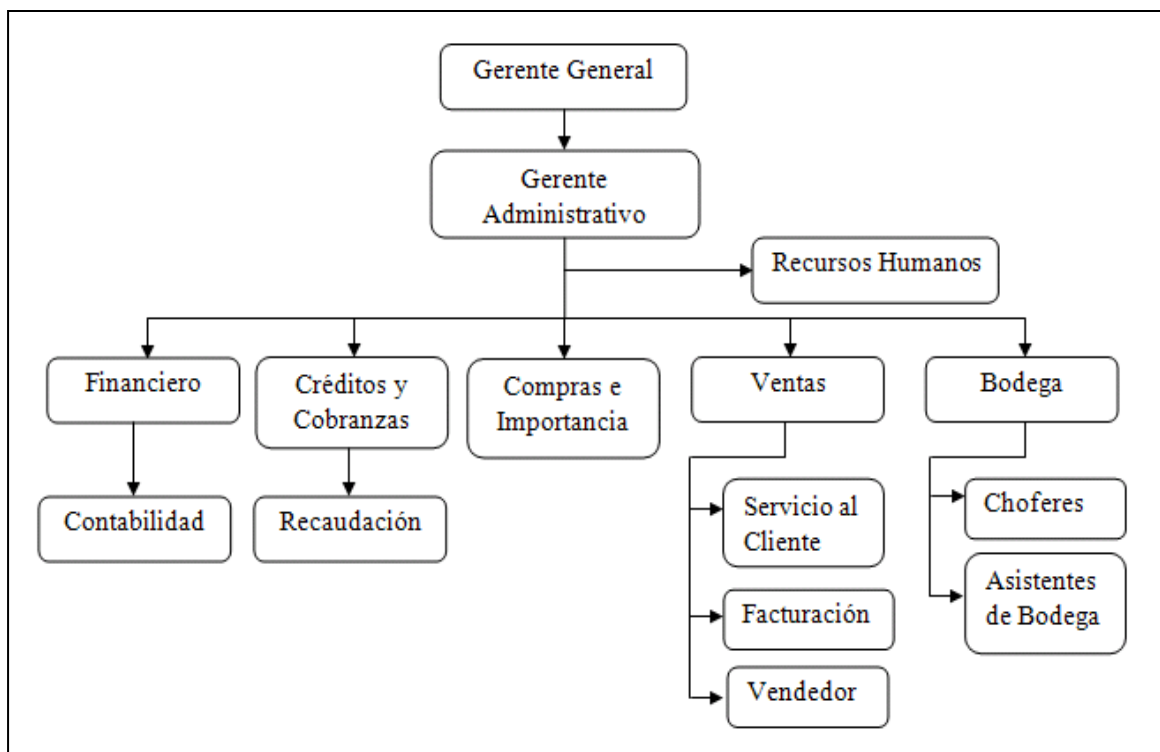 Gerente General
Gerente
Administrativo
Recursos Humanos
Financiero
Créditos y
Cobranzas
Compras e
Importancia
Ventas
Bodega
Contabilidad
Recaudación
Servicio al
Cliente
Facturación
Vendedor
Choferes
Asistentes
de Bodega